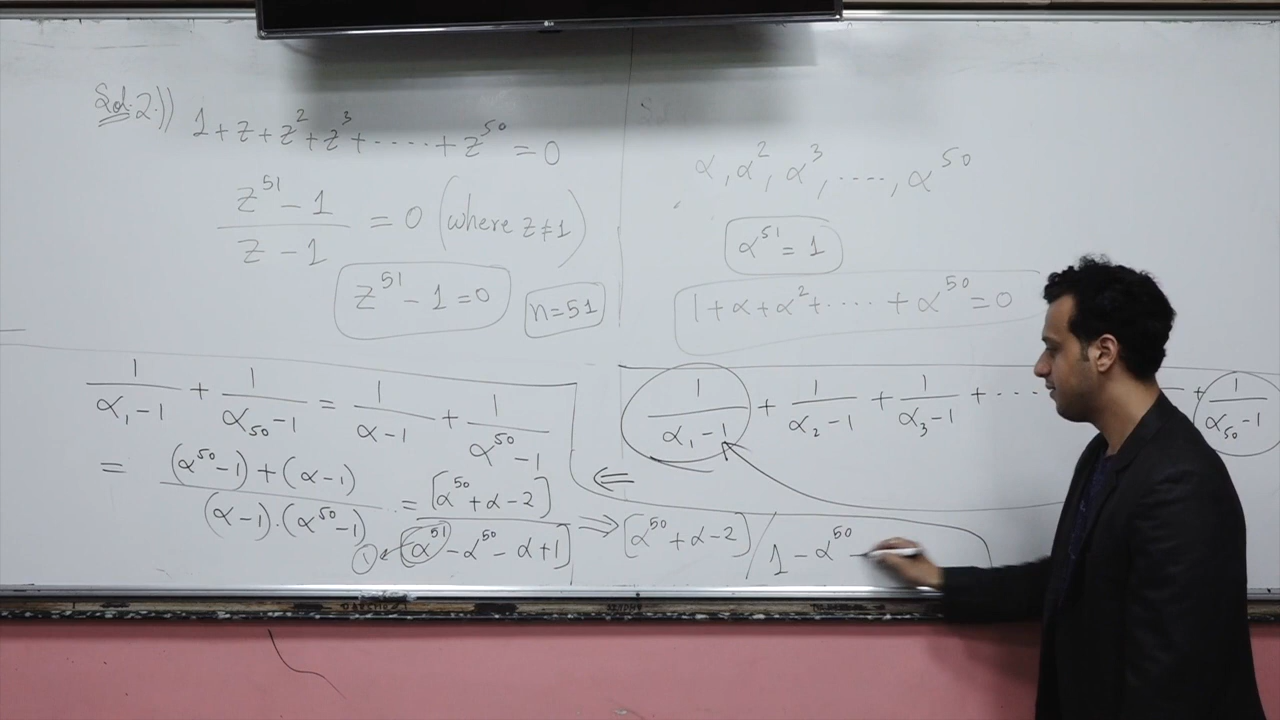 LG
Sol.2.))
1 + z + z² + z³ + ..... + z⁵⁰ = 0
z⁵¹ - 1 / z - 1 = 0 (where z ≠ 1)
z⁵¹ - 1 = 0
n = 51
α, α², α³, ....., α⁵⁰
α⁵¹ = 1
1 + α + α² + ..... + α⁵⁰ = 0
1/(α₁ - 1) + 1/(α₅₀ - 1) = 1/(α - 1) + 1/(α⁵⁰ - 1)
= (α⁵⁰ - 1) + (α - 1) / (α - 1) . (α⁵⁰ - 1) = [α⁵⁰ + α - 2] / [α⁵¹ - α⁵⁰ - α + 1]
1
1/(α₁ - 1) + 1/(α₂ - 1) + 1/(α₃ - 1) + ... + 1/(α₅₀ - 1)
⇐
⇒ [α⁵⁰ + α - 2] / 1 - α⁵⁰ -